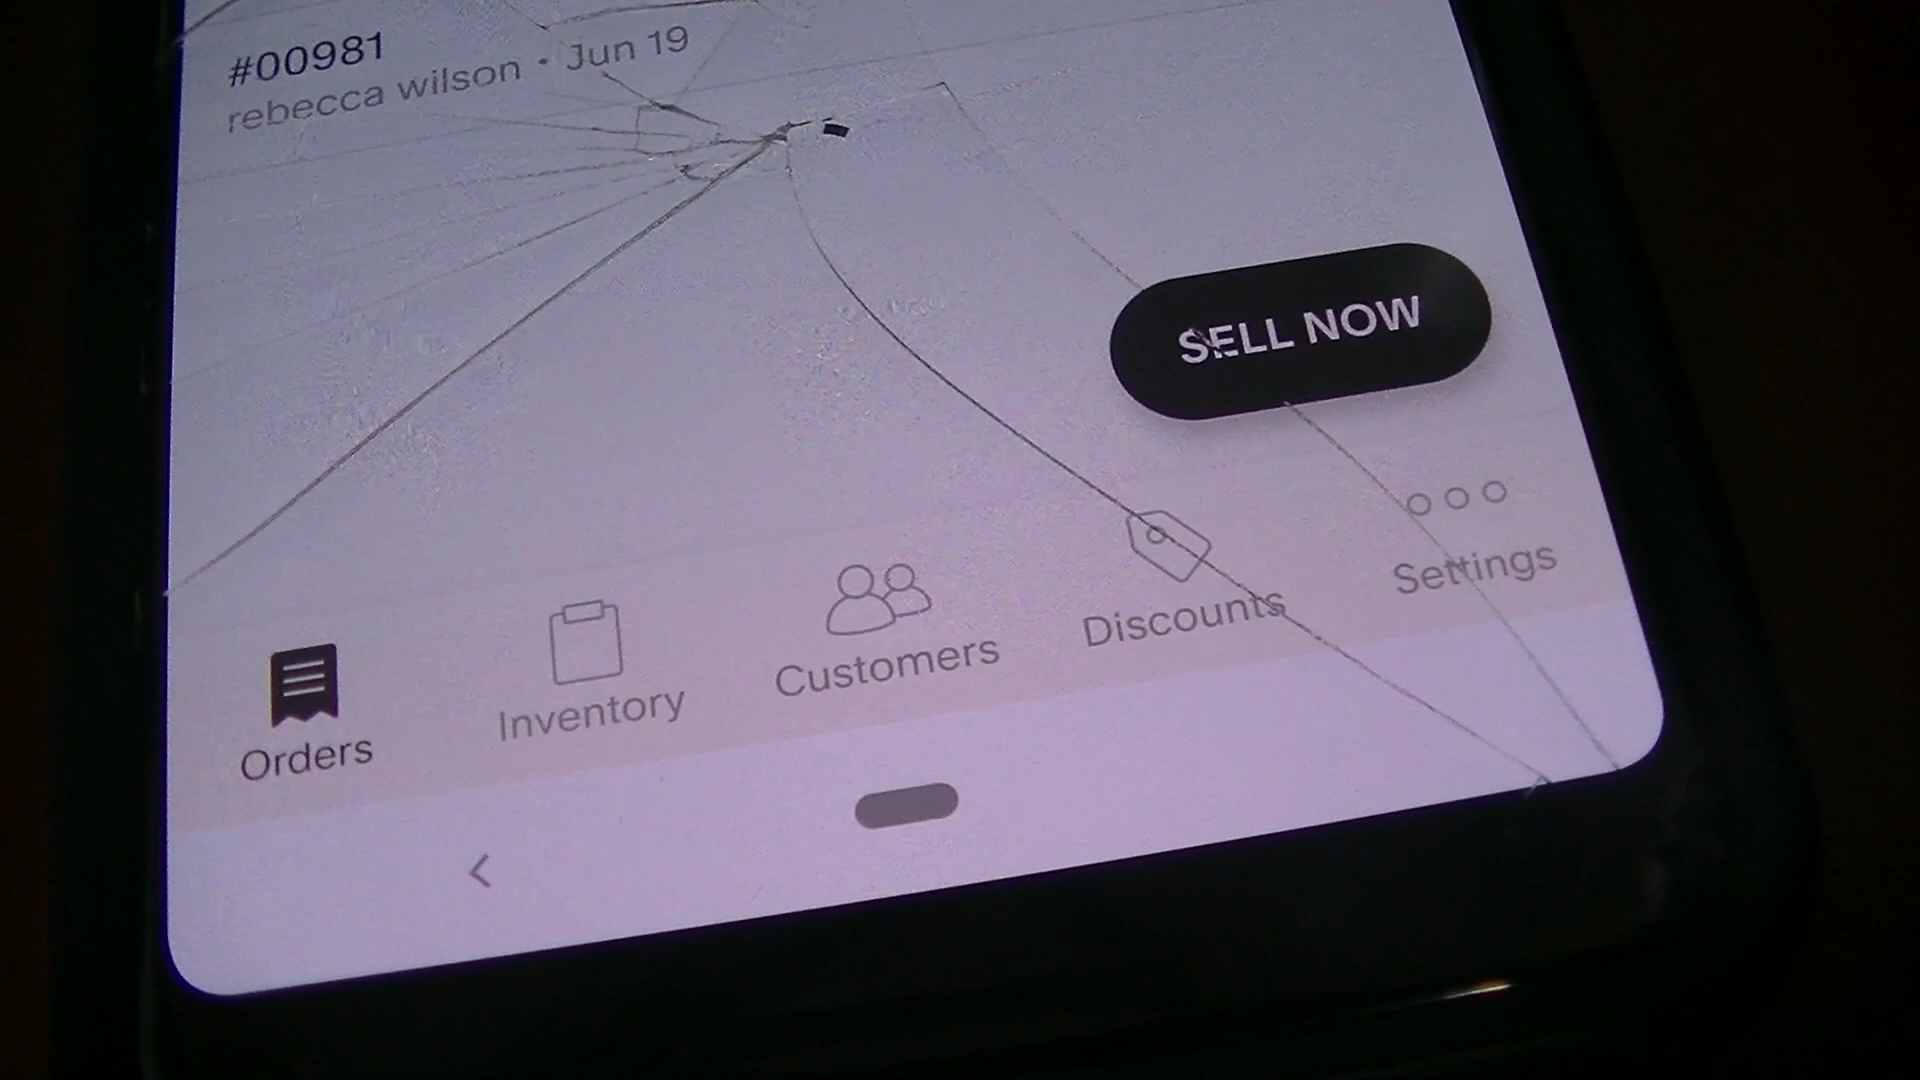 #00981
rebecca wilson • Jun 19
SELL NOW
Orders
Inventory
Customers
Discounts
Settings